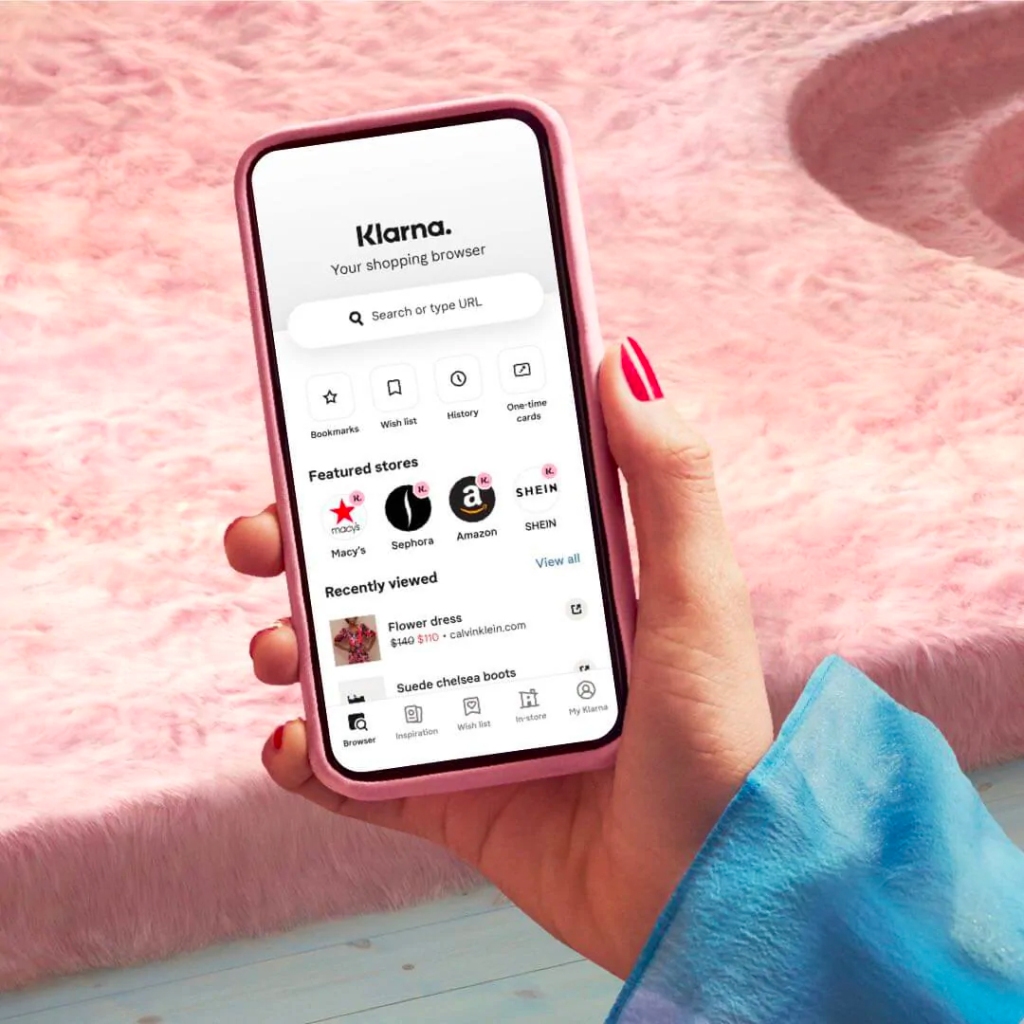 Klarna.
Your shopping browser
Search or type URL
Bookmarks
Wish list
History
One-time
cards
Featured stores
K.
K.
K.
K.
macy's
a
SHEIN
Macy's
Sephora
Amazon
SHEIN
Recently viewed
View all
Flower dress
$140 $110 • calvinklein.com
Suede chelsea boots
Browser
Inspiration
Wish list
In-store
My Klarna